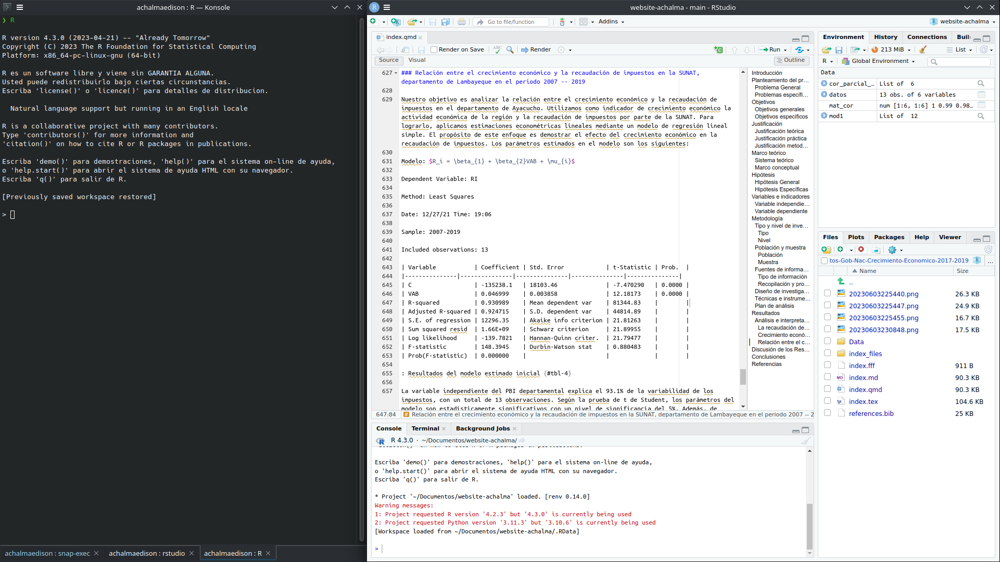 achalmaedison : R — Konsole
❯ R
R version 4.3.0 (2023-04-21) -- "Already Tomorrow"
Copyright (C) 2023 The R Foundation for Statistical Computing
Platform: x86_64-pc-linux-gnu (64-bit)
R es un software libre y viene sin GARANTIA ALGUNA.
Usted puede redistribuirlo bajo ciertas circunstancias.
Escriba 'license()' o 'licence()' para detalles de distribucion.
Natural language support but running in an English locale
R is a collaborative project with many contributors.
Type 'contributors()' for more information and
'citation()' on how to cite R or R packages in publications.
Escriba 'demo()' para demostraciones, 'help()' para el sistema on-line de ayuda,
o 'help.start()' para abrir el sistema de ayuda HTML con su navegador.
Escriba 'q()' para salir de R.
[Previously saved workspace restored]
>
achalmaedison : snap-exec
achalmaedison : rstudio
achalmaedison : R
website-achalma - main - RStudio
Go to file/function
Addins
website-achalma
index.qmd
Render on Save
Render
Run
Source Visual
Outline
627 ### Relación entre el crecimiento económico y la recaudación de impuestos en la SUNAT,
departamento de Lambayeque en el periodo 2007 -- 2019
628
629 Nuestro objetivo es analizar la relación entre el crecimiento económico y la recaudación de
impuestos en el departamento de Ayacucho. Utilizamos como indicador de crecimiento económico la
actividad económica de la región y la recaudación de impuestos por parte de la SUNAT. Para
lograrlo, aplicamos estimaciones econométricas lineales mediante un modelo de regresión lineal
simple. El propósito de este enfoque es demostrar el efecto del crecimiento económico en la
recaudación de impuestos. Los parámetros estimados en el modelo son los siguientes:
630
631 Modelo: $R_i = \beta_{1} + \beta_{2}VAB + \mu_{i}$
632
633 Dependent Variable: RI
634
635 Method: Least Squares
636
637 Date: 12/27/21 Time: 19:06
638
639 Sample: 2007-2019
640
641 Included observations: 13
642
643 | Variable | Coefficient | Std. Error | t-Statistic | Prob. |
644 |---------------|---------------|---------------|---------------|---------------|
645 | C | -135238.1 | 18103.46 | -7.470290 | 0.0000 |
646 | VAB | 0.046999 | 0.003858 | 12.18173 | 0.0000 |
647 | R-squared | 0.930989 | Mean dependent var | 81344.83 | | |
648 | Adjusted R-squared | 0.924715 | S.D. dependent var | 44814.89 | | |
649 | S.E. of regression | 12296.35 | Akaike info criterion | 21.81263 | | |
650 | Sum squared resid | 1.66E+09 | Schwarz criterion | 21.89955 | | |
651 | Log likelihood | -139.7821 | Hannan-Quinn criter. | 21.79477 | | |
652 | F-statistic | 148.3945 | Durbin-Watson stat | 0.880483 | | |
653 | Prob(F-statistic) | 0.000000 | | | | |
654
655 : Resultados del modelo estimado inicial {#tbl-4}
656
657 La variable independiente del PBI departamental explica el 93.1% de la variabilidad de los
impuestos, con un total de 13 observaciones. Según la prueba de t de Student, los parámetros del
modelo son estadísticamente significativos con un nivel de significancia del 5%. Además, de
647:84
Relación entre el crecimiento económico y la recaudación de impuestos en la SUNAT, departamento de Lambayeque en el periodo 2007 -- 2
Introducción
Planteamiento del pr...
Problema General
Problemas específi...
Objetivos
Objetivos generales
Objetivos específicos
Justificación
Justificación teórica
Justificación práctica
Justificación metod...
Marco teórico
Sistema teórico
Marco conceptual
Hipótesis
Hipótesis General
Hipótesis Específicas
Variables e indicadores
Variable independie...
Variable dependiente
Metodología
Tipo y nivel de inve...
Tipo
Nivel
Población y muestra
Población
Muestra
Fuentes de informa...
Tipo de información
Recopilación y pro...
Diseño de investiga...
Técnicas e instrume...
Plan de análisis
Resultados
Análisis e interpreta...
La recaudación de...
Crecimiento econó...
Relación entre el c...
Discusión de los Res...
Conclusiones
Referencias
Console Terminal Background Jobs
R 4.3.0 · ~/Documentos/website-achalma/
Escriba 'demo()' para demostraciones, 'help()' para el sistema on-line de ayuda,
o 'help.start()' para abrir el sistema de ayuda HTML con su navegador.
Escriba 'q()' para salir de R.
* Project '~/Documentos/website-achalma' loaded. [renv 0.14.0]
Warning messages:
1: Project requested R version '4.2.3' but '4.3.0' is currently being used
2: Project requested Python version '3.11.3' but '3.10.6' is currently being used
[Workspace loaded from ~/Documentos/website-achalma/.RData]
>
Environment History Connections
213 MiB
List
R Global Environment
Data
cor_parcial_... List of 6
datos 13 obs. of 6 variables
mat_cor num [1:6, 1:6] 1 0.99 0.98...
mod1 List of 12
Files Plots Packages Help Viewer
tos-Gob-Nac-Crecimiento-Economico-2017-2019 ...
Name Size
..
20230603225440.png 26.3 KB
20230603225447.png 24.9 KB
20230603225455.png 16.7 KB
20230603230848.png 17.5 KB
Data
index_files
index.fff 911 B
index.md 90.3 KB
index.qmd 90.3 KB
index.tex 104.6 KB
references.bib 25 KB